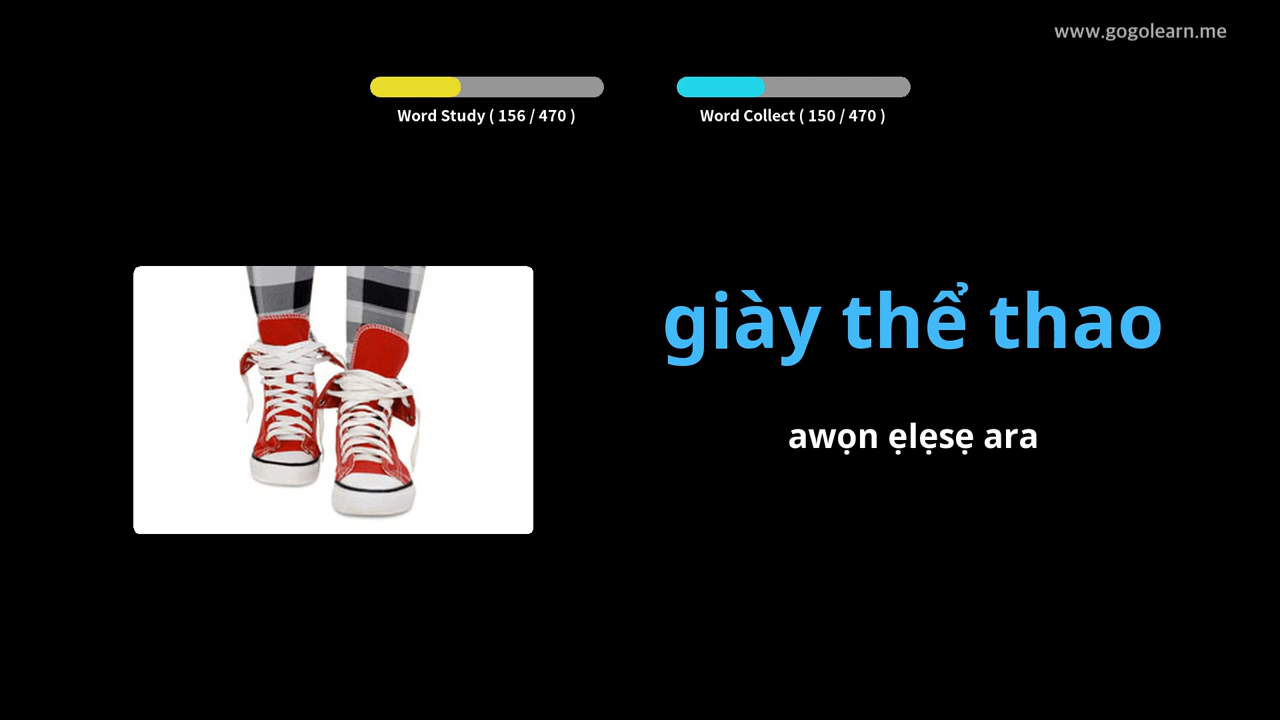 www.gogolearn.me
Word Study ( 156 / 470 )
Word Collect ( 150 / 470 )
giày thể thao
awọn ẹlẹsẹ ara